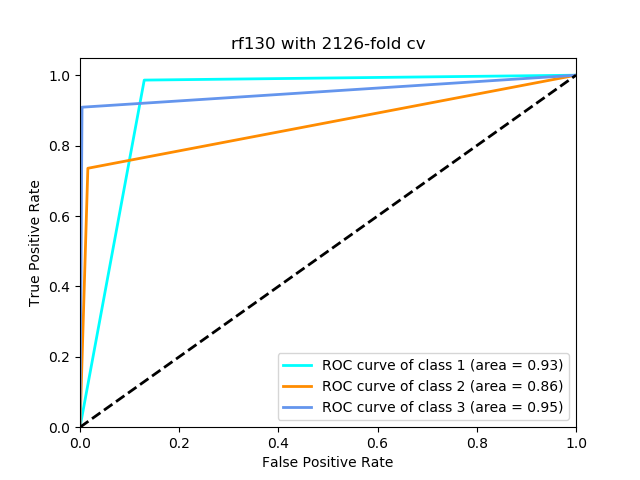 rf130 with 2126-fold cv
1.0
0.8
0.6
0.4
0.2
0.0
True Positive Rate
ROC curve of class 1 (area = 0.93)
ROC curve of class 2 (area = 0.86)
ROC curve of class 3 (area = 0.95)
0.0 0.2 0.4 0.6 0.8 1.0
False Positive Rate